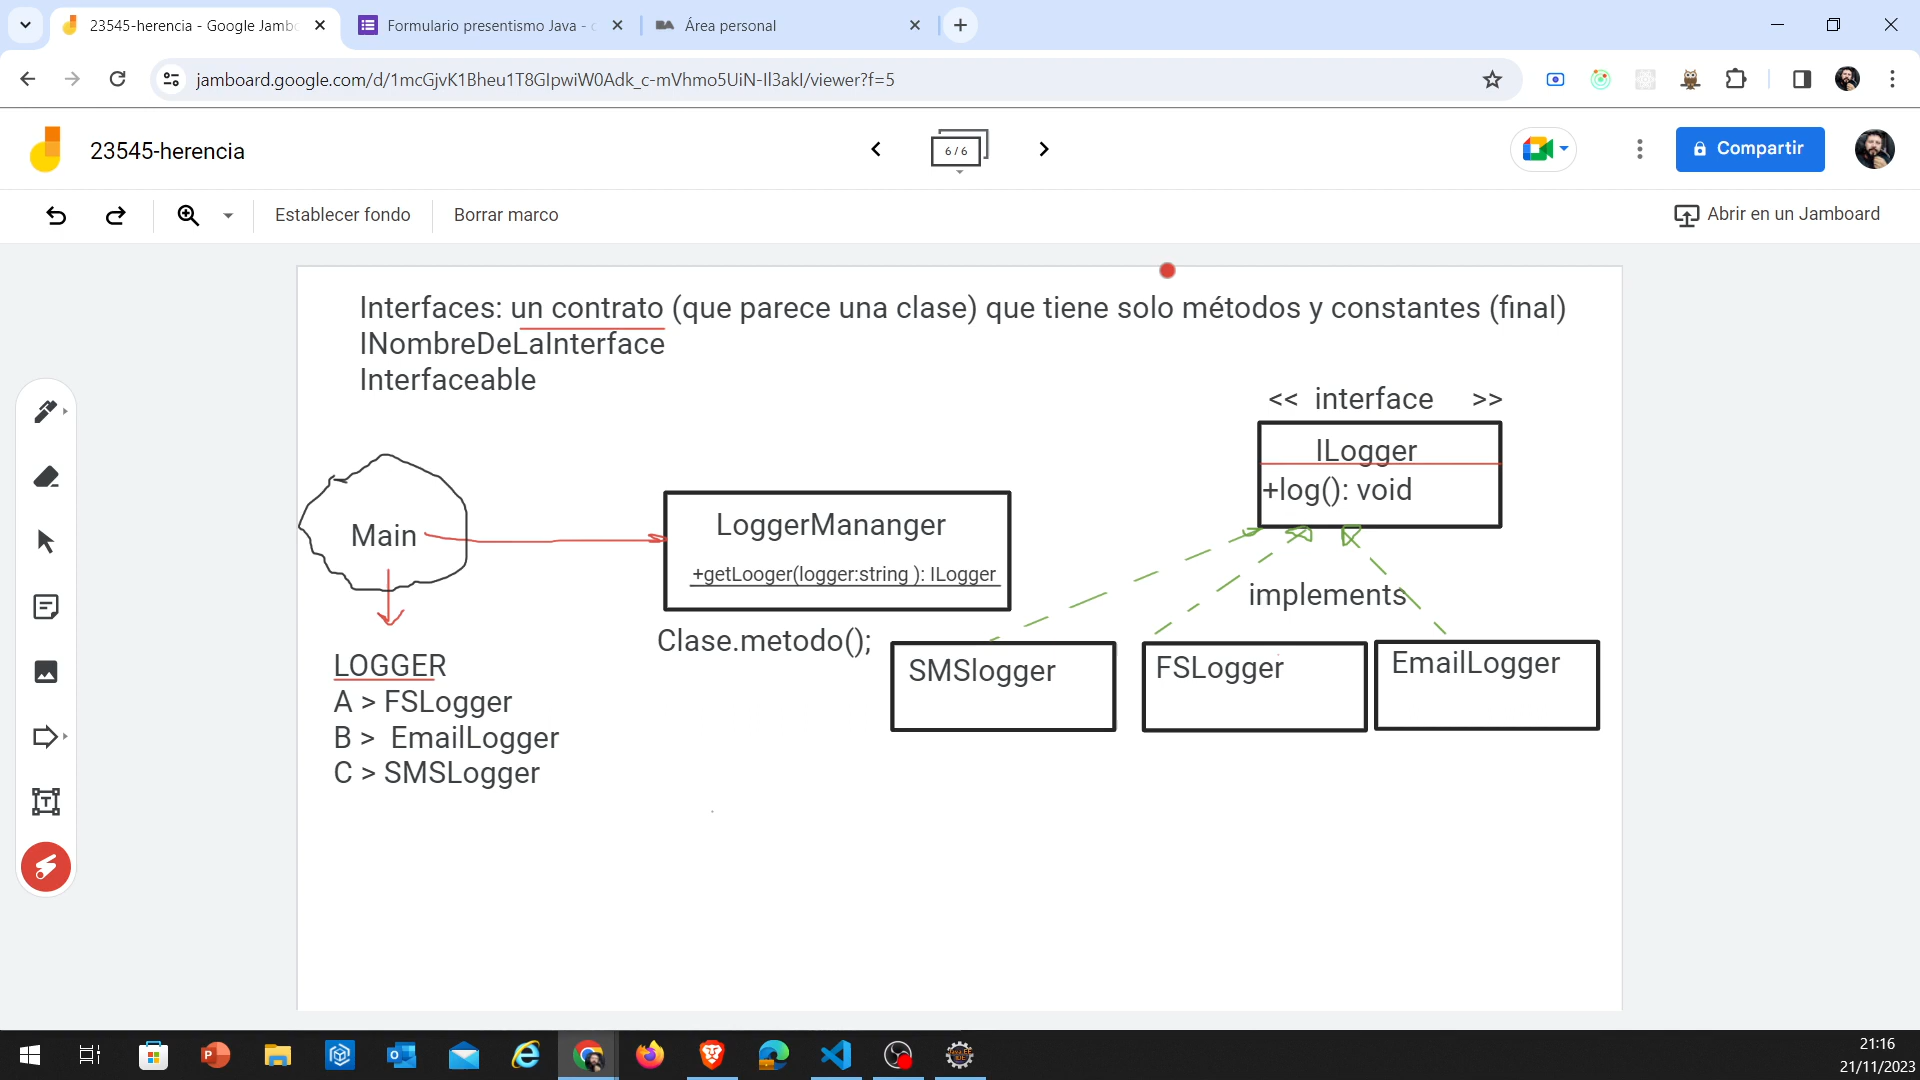 23545-herencia - Google Jambo
Formulario presentismo Java - c
Área personal
jamboard.google.com/d/1mcGjvK1Bheu1T8GIpwiW0Adk_c-mVhmo5UiN-Il3akI/viewer?f=5
23545-herencia
6 / 6
Compartir
Establecer fondo
Borrar marco
Abrir en un Jamboard
Interfaces: un contrato (que parece una clase) que tiene solo métodos y constantes (final)
INombreDeLaInterface
Interfaceable
<< interface >>
ILogger
+log(): void
Main
LoggerMananger
+getLooger(logger:string ): ILogger
implements
Clase.metodo();
SMSlogger
FSLogger
EmailLogger
LOGGER
A > FSLogger
B > EmailLogger
C > SMSLogger
21:16
21/11/2023